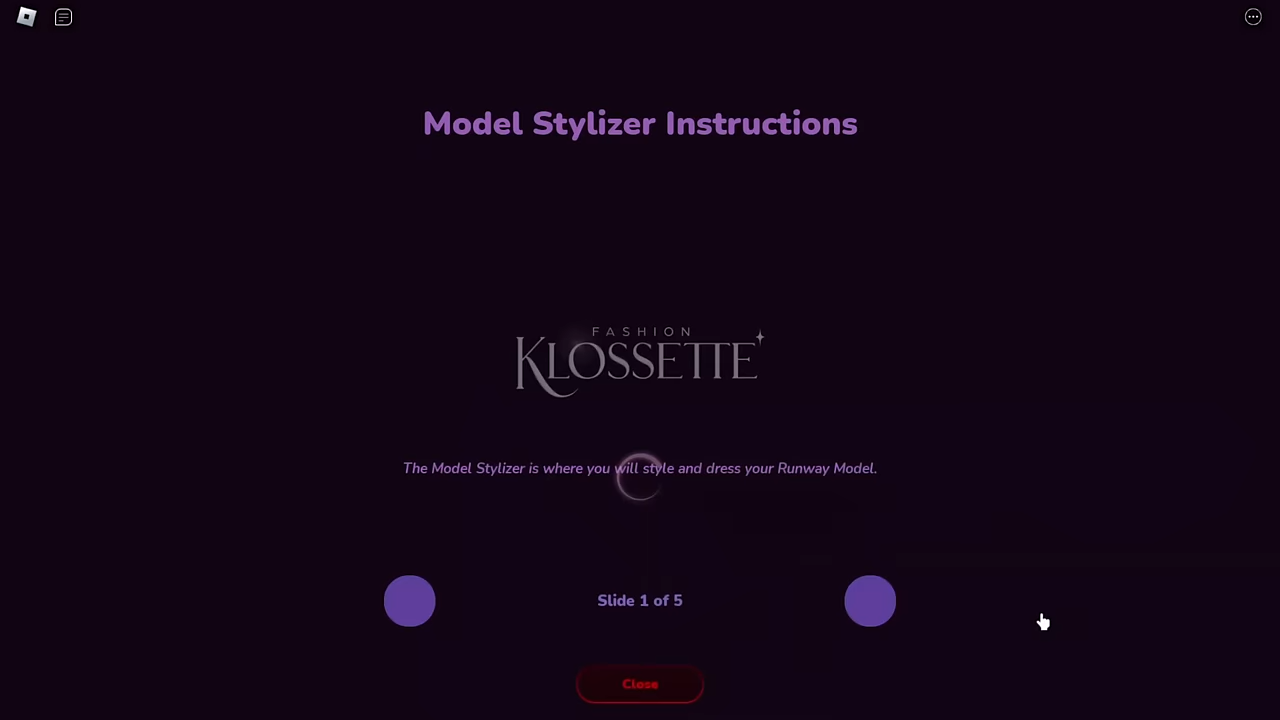 Model Stylizer Instructions
FASHION
KLOSSETTE
The Model Stylizer is where you will style and dress your Runway Model.
Slide 1 of 5
Close